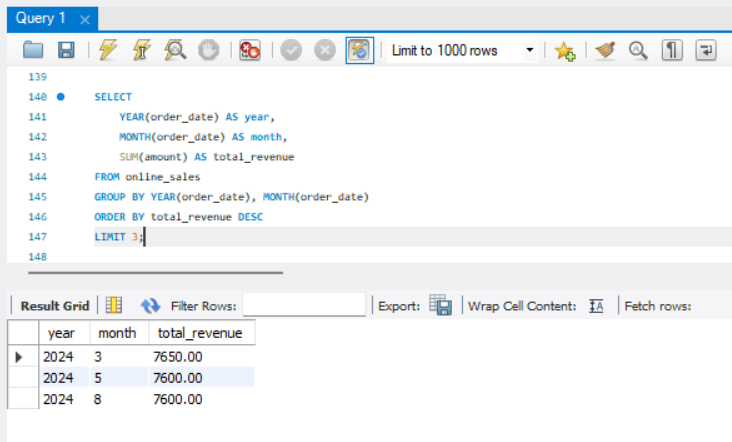 Query 1
Limit to 1000 rows
139
140 SELECT
141 YEAR(order_date) AS year,
142 MONTH(order_date) AS month,
143 SUM(amount) AS total_revenue
144 FROM online_sales
145 GROUP BY YEAR(order_date), MONTH(order_date)
146 ORDER BY total_revenue DESC
147 LIMIT 3;
148
Result Grid Filter Rows: Export: Wrap Cell Content: IA Fetch rows:
year month total_revenue
2024 3 7650.00
2024 5 7600.00
2024 8 7600.00